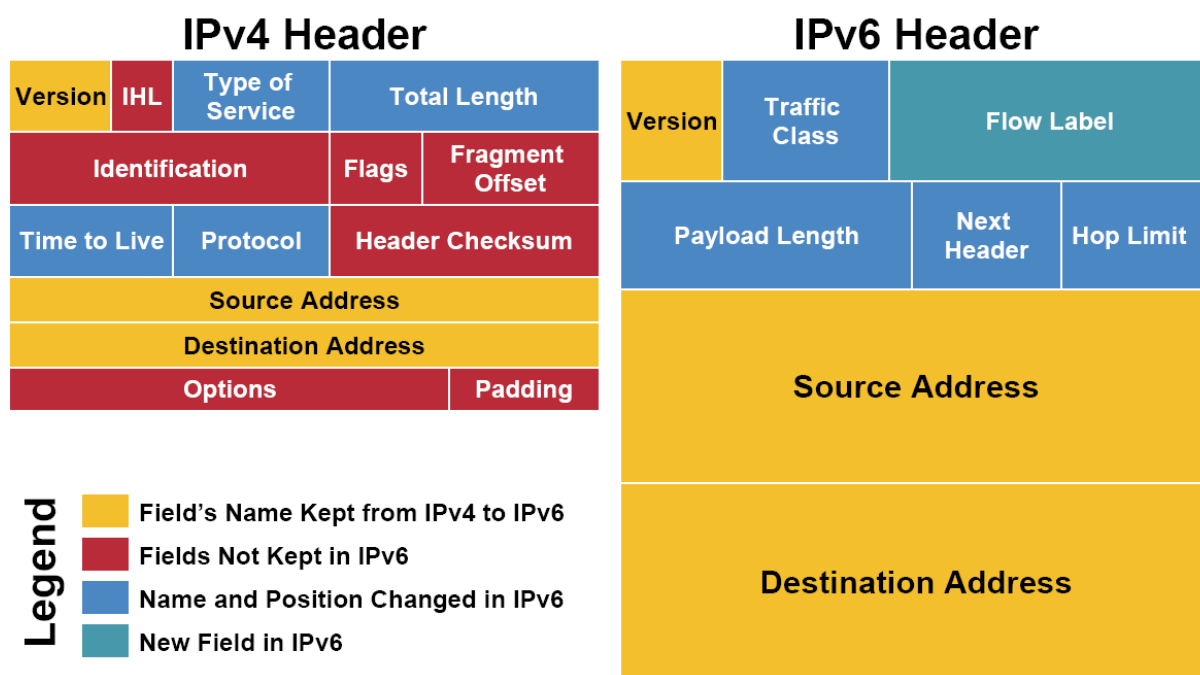 IPv4 Header
Version IHL Type of Service Total Length
Identification Flags Fragment Offset
Time to Live Protocol Header Checksum
Source Address
Destination Address
Options Padding
IPv6 Header
Version Traffic Class Flow Label
Payload Length Next Header Hop Limit
Source Address
Destination Address
Legend
Field's Name Kept from IPv4 to IPv6
Fields Not Kept in IPv6
Name and Position Changed in IPv6
New Field in IPv6